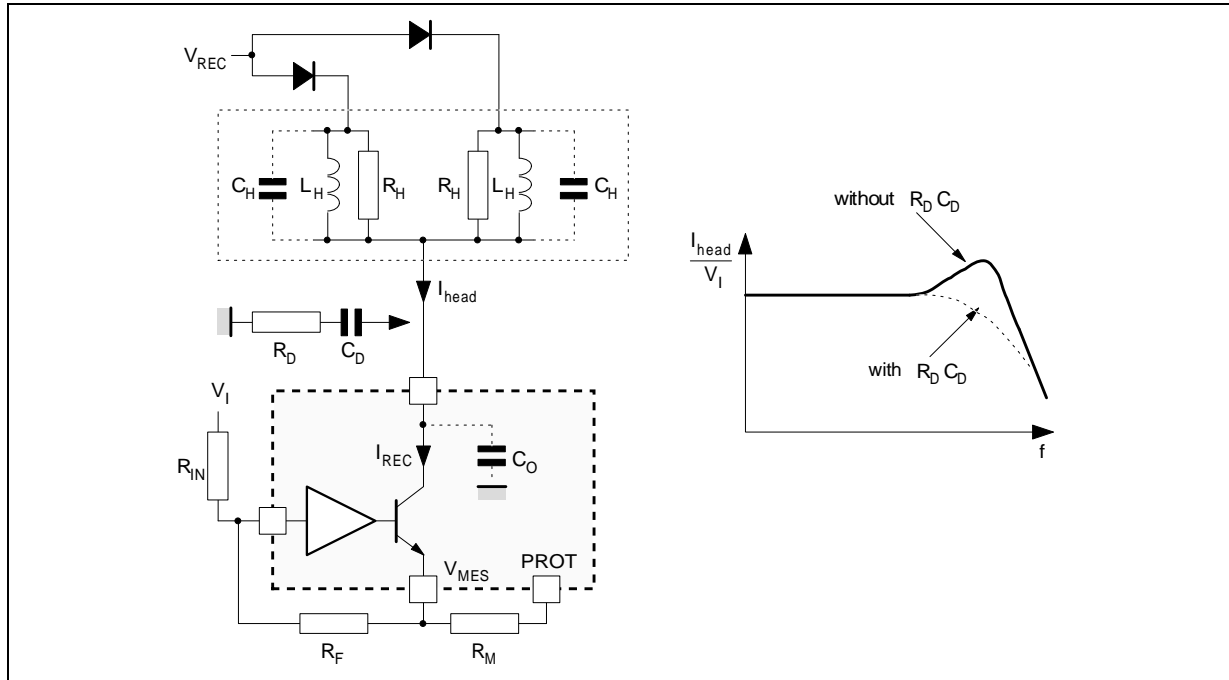 V_REC
C_H L_H R_H R_H L_H C_H
I_head
R_D C_D
V_I
R_IN
I_REC
C_O
V_MES
PROT
R_F
R_M
without R_D C_D
I_head
V_I
with R_D C_D
f